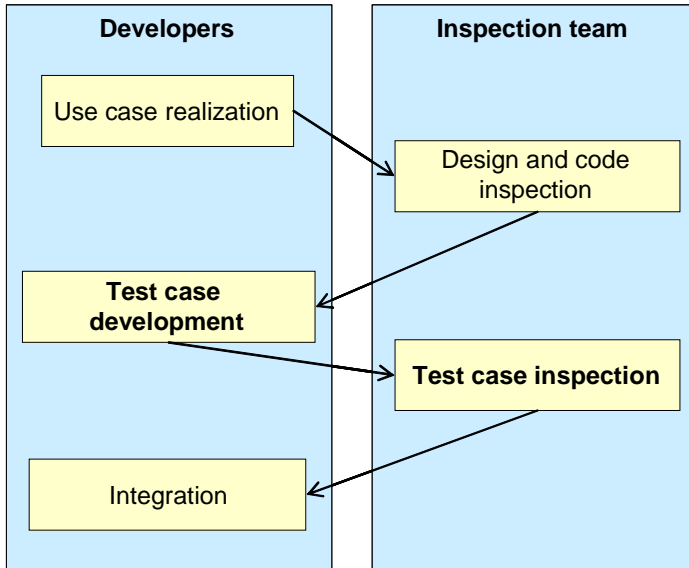 Developers
Inspection team
Use case realization
Design and code
inspection
Test case
development
Test case inspection
Integration